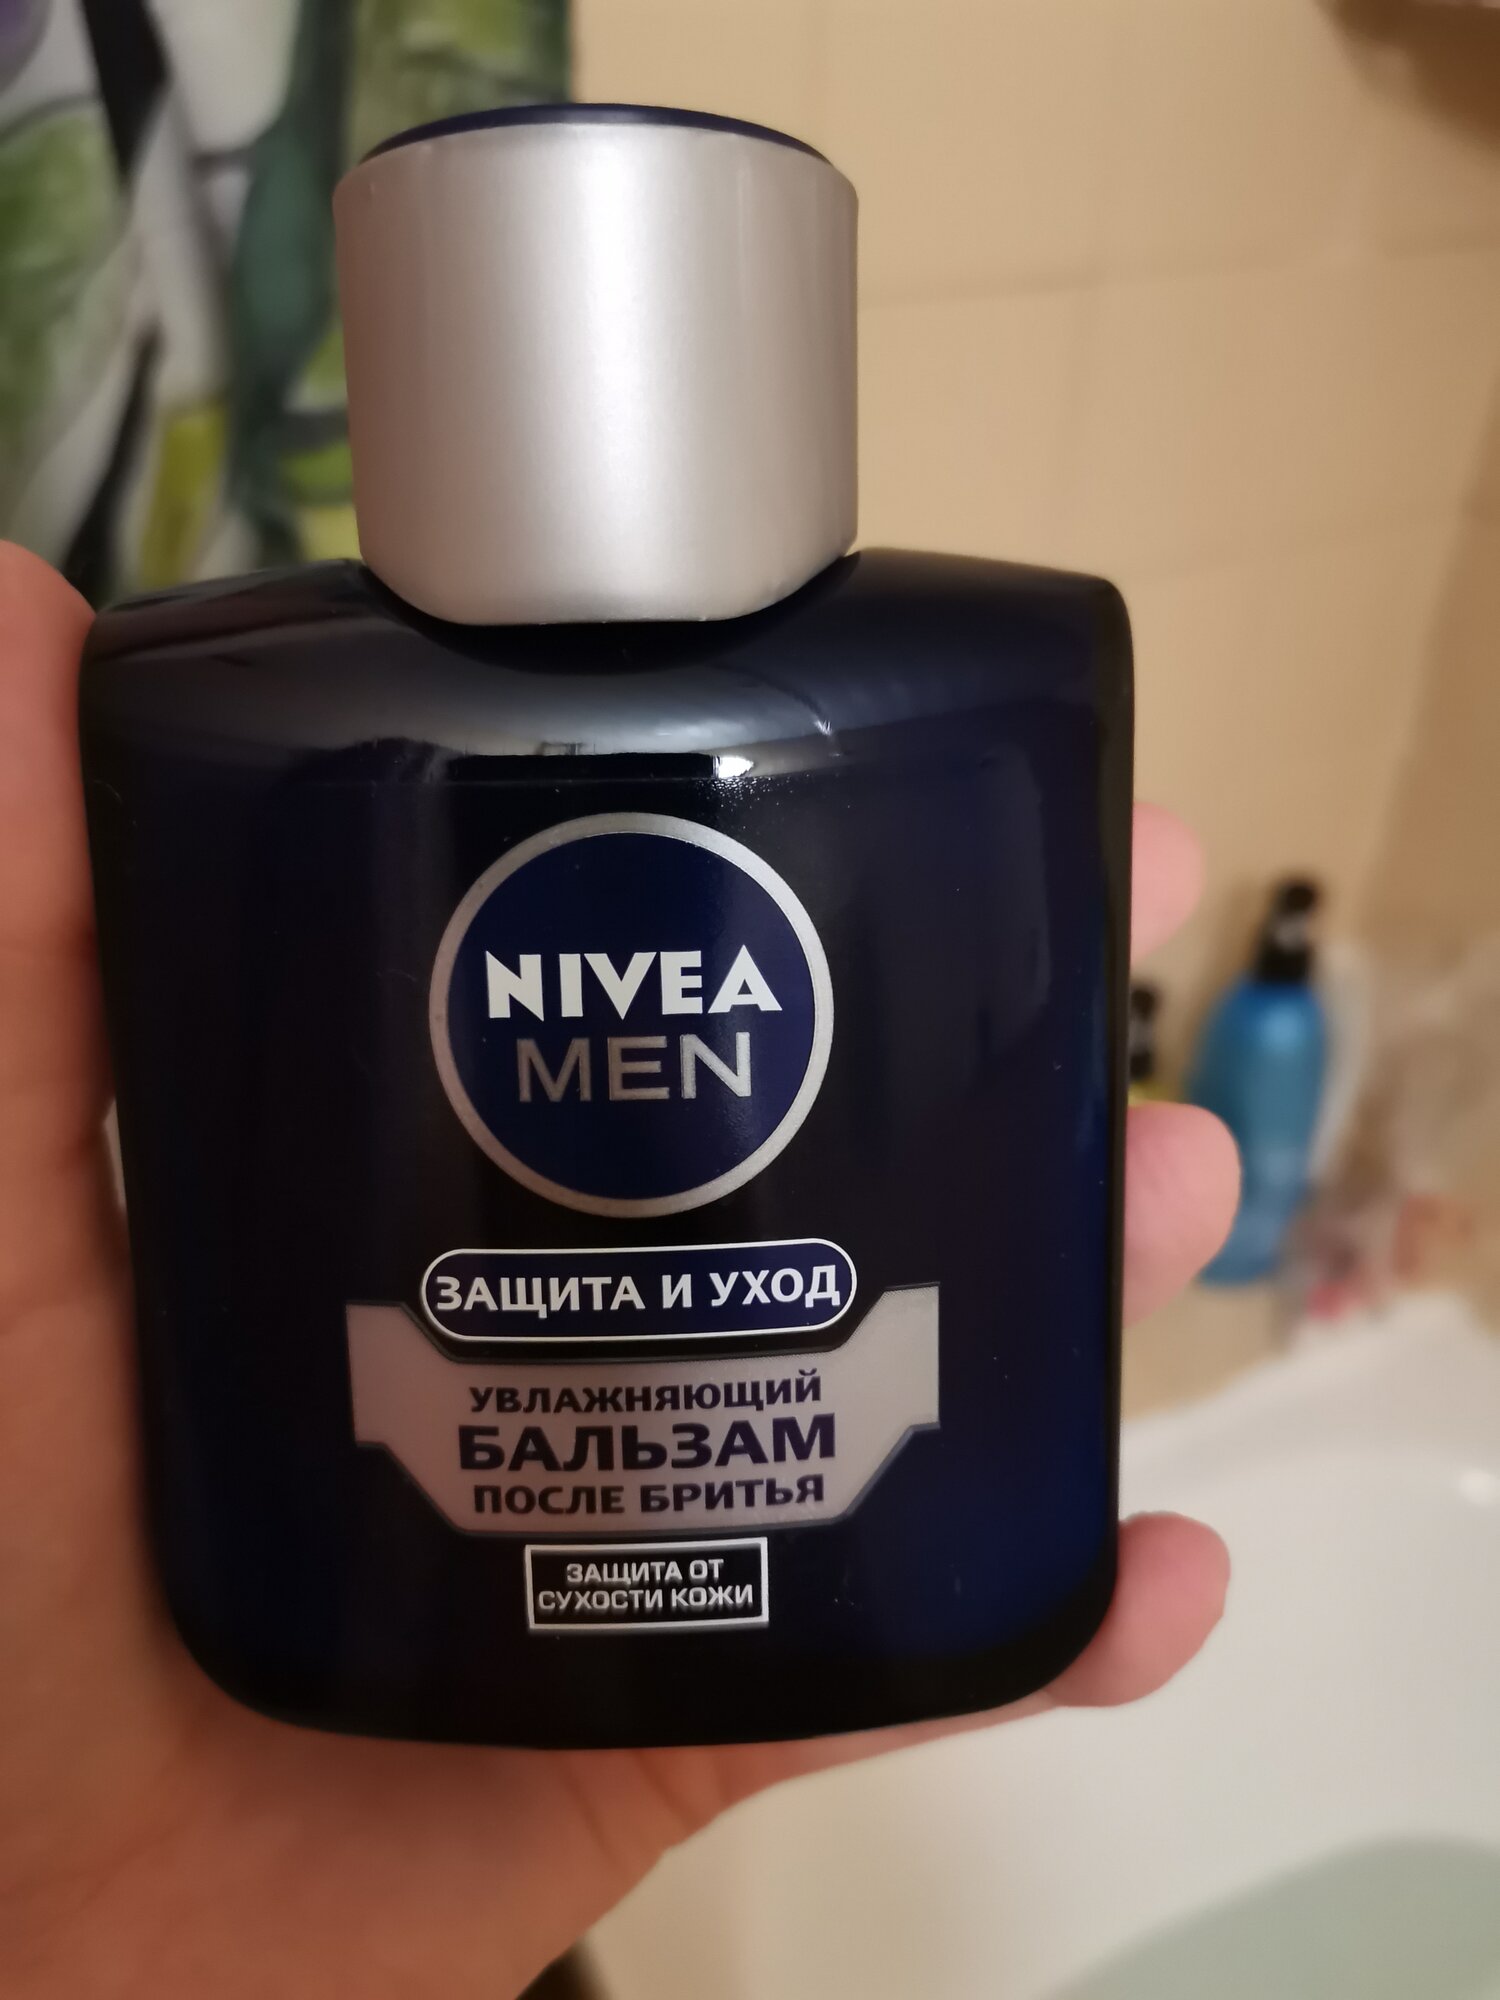 NIVEA
MEN
ЗАЩИТА И УХОД
УВЛАЖНЯЮЩИЙ
БАЛЬЗАМ
ПОСЛЕ БРИТЬЯ
ЗАЩИТА ОТ
СУХОСТИ КОЖИ